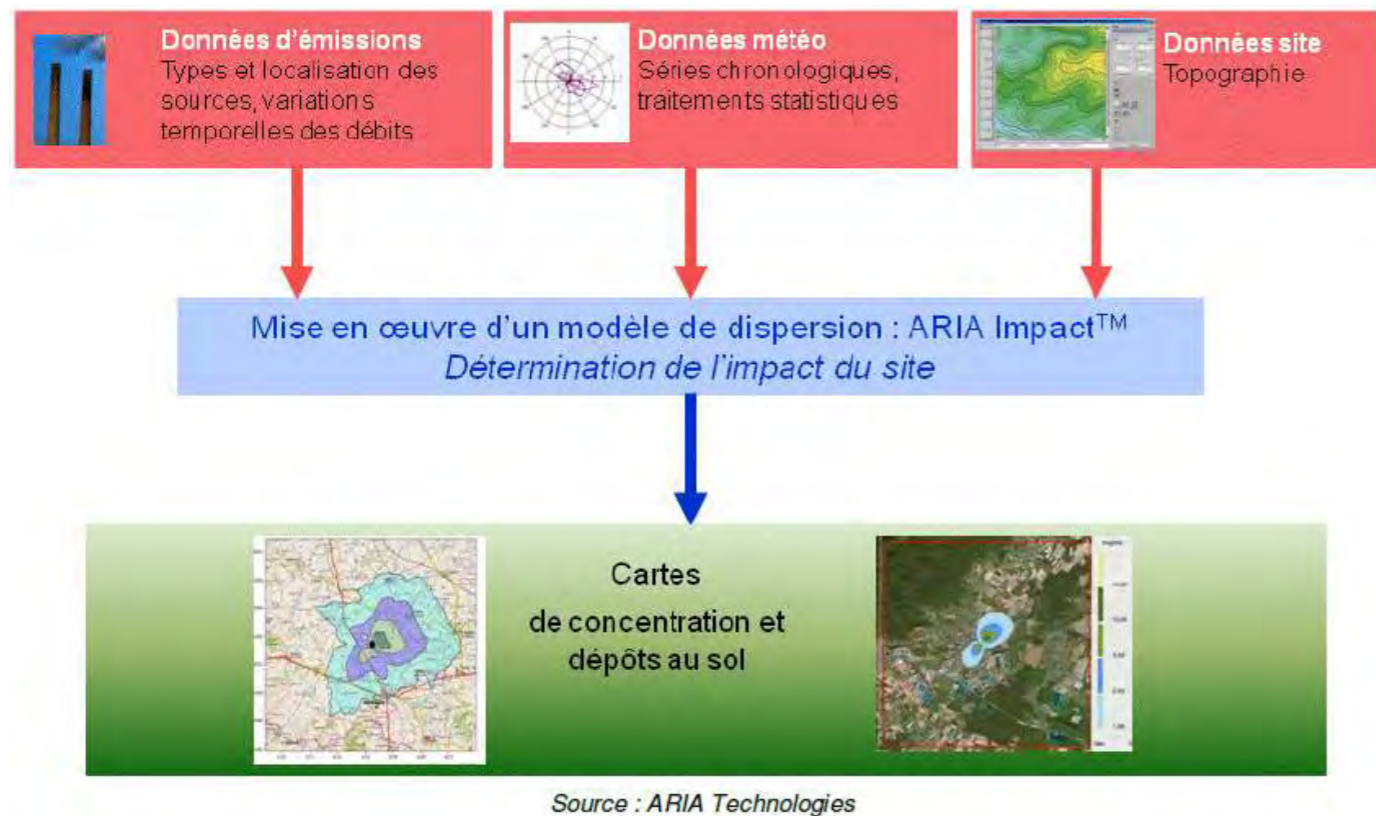 Données d'émissions
Types et localisation des
sources, variations
temporelles des débits
Données météo
Séries chronologiques,
traitements statistiques
Données site
Topographie
Mise en œuvre d'un modèle de dispersion : ARIA Impact™
Détermination de l'impact du site
Cartes
de concentration et
dépôts au sol
Source : ARIA Technologies